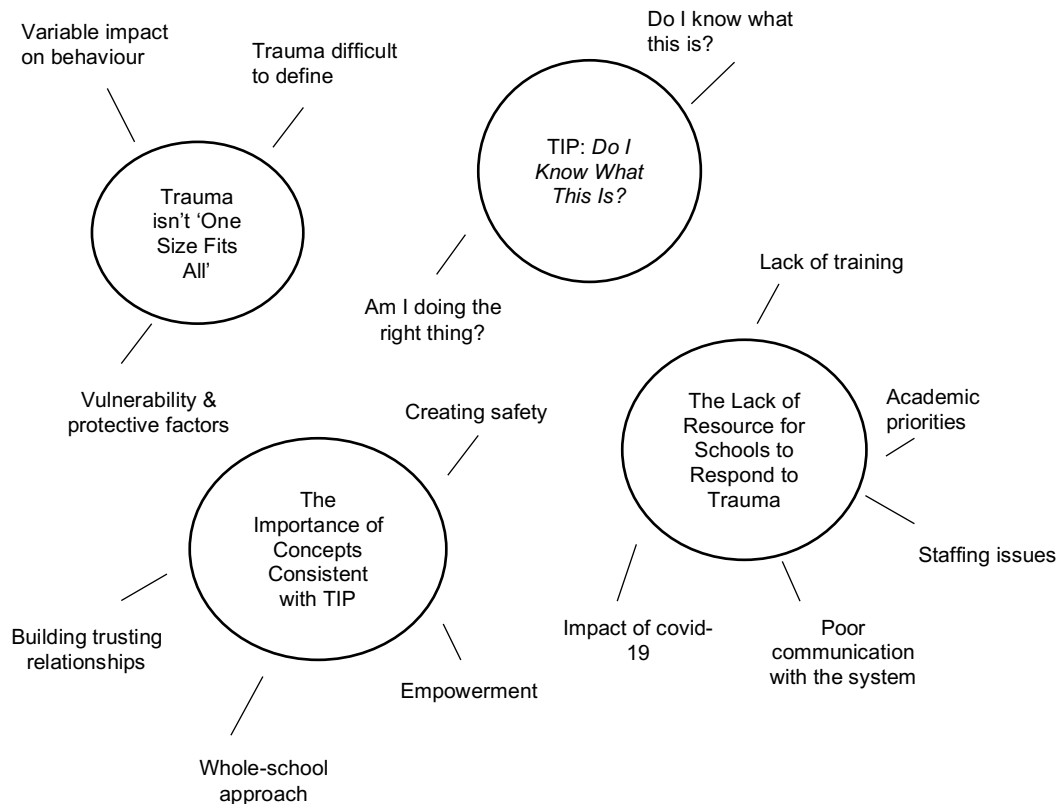 Variable impact
on behaviour
Trauma difficult
to define
Trauma
isn't 'One
Size Fits
All'
Vulnerability &
protective factors
Do I know what
this is?
TIP: Do I
Know What
This Is?
Am I doing the
right thing?
Lack of training
The Lack of
Resource for
Schools to
Respond to
Trauma
Academic
priorities
Staffing issues
Poor
communication
with the system
Impact of covid-
19
Creating safety
The
Importance of
Concepts
Consistent
with TIP
Building trusting
relationships
Empowerment
Whole-school
approach